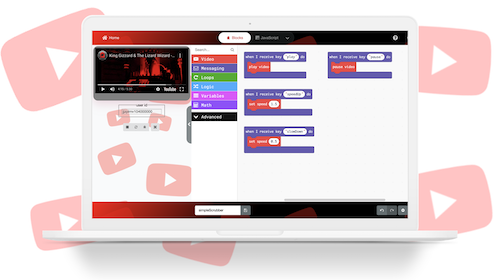 Home
Blocks
JavaScript
King Gizzard & The Lizard Wizard -...
YouTube
Search...
Video
Messaging
Loops
Logic
Variables
Math
Advanced
when I receive key "play" do
play video
when I receive key "pause" do
pause video
when I receive key "speedUp" do
set speed 1.5
when I receive key "slowDown" do
set speed